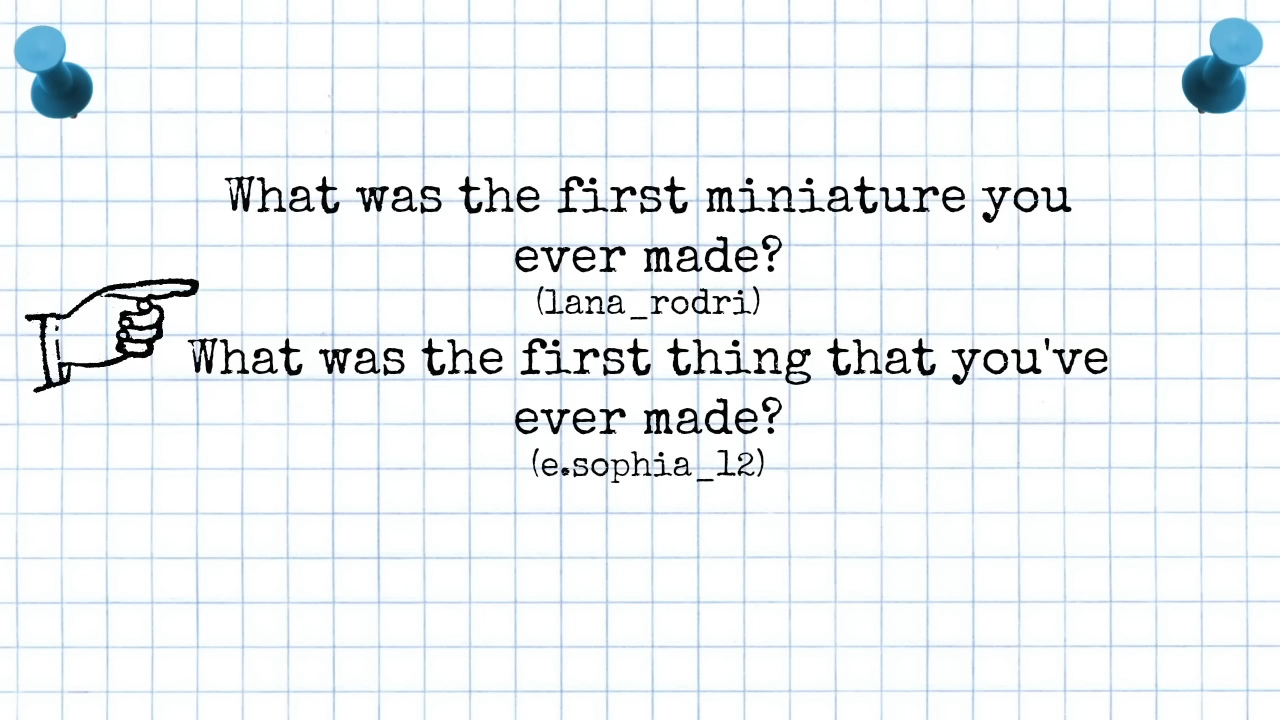 What was the first miniature you
ever made?
(lana_rodri)
What was the first thing that you've
ever made?
(e.sophia_12)